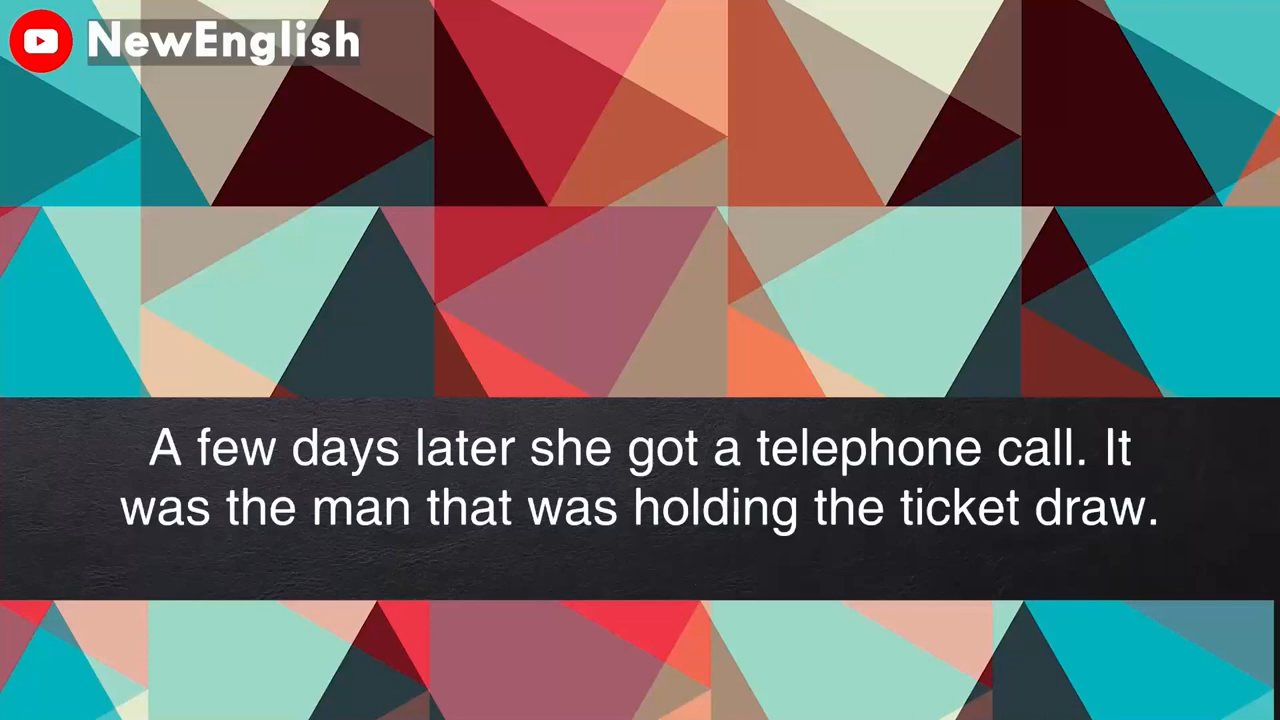 NewEnglish
A few days later she got a telephone call. It
was the man that was holding the ticket draw.